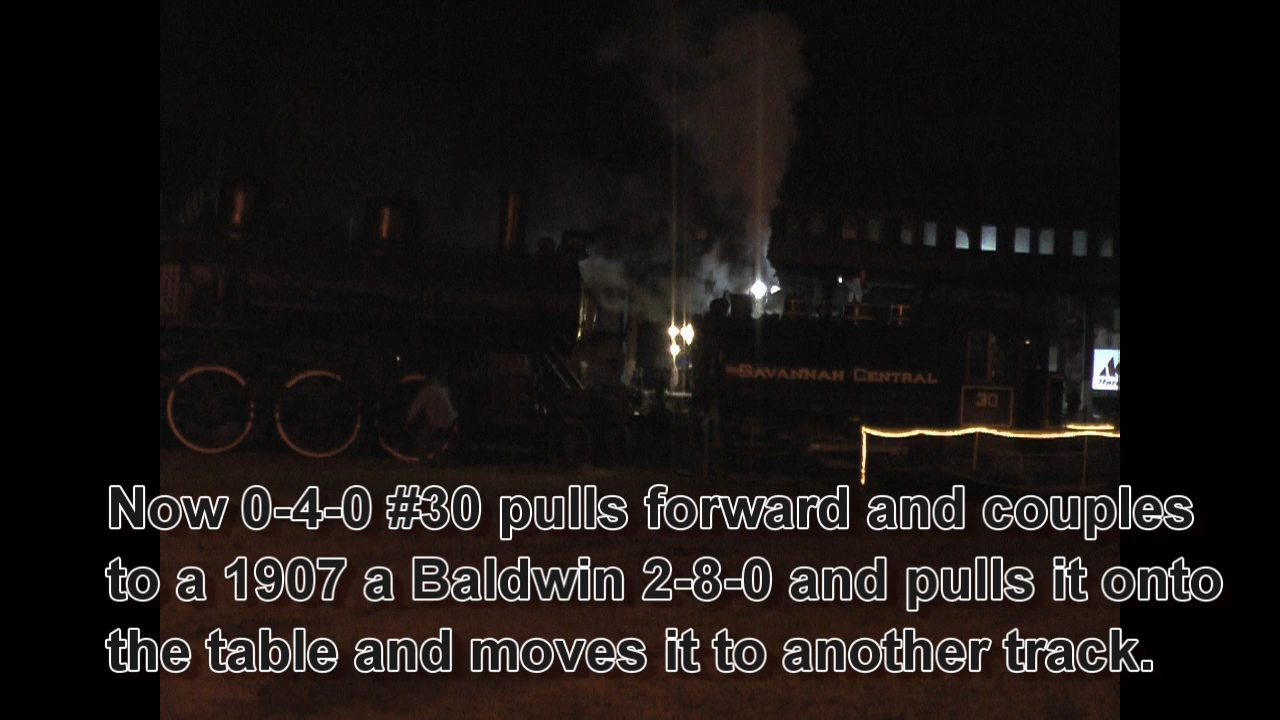 SAVANNAH CENTRAL
30
Now 0-4-0 #30 pulls forward and couples
to a 1907 a Baldwin 2-8-0 and pulls it onto
the table and moves it to another track.